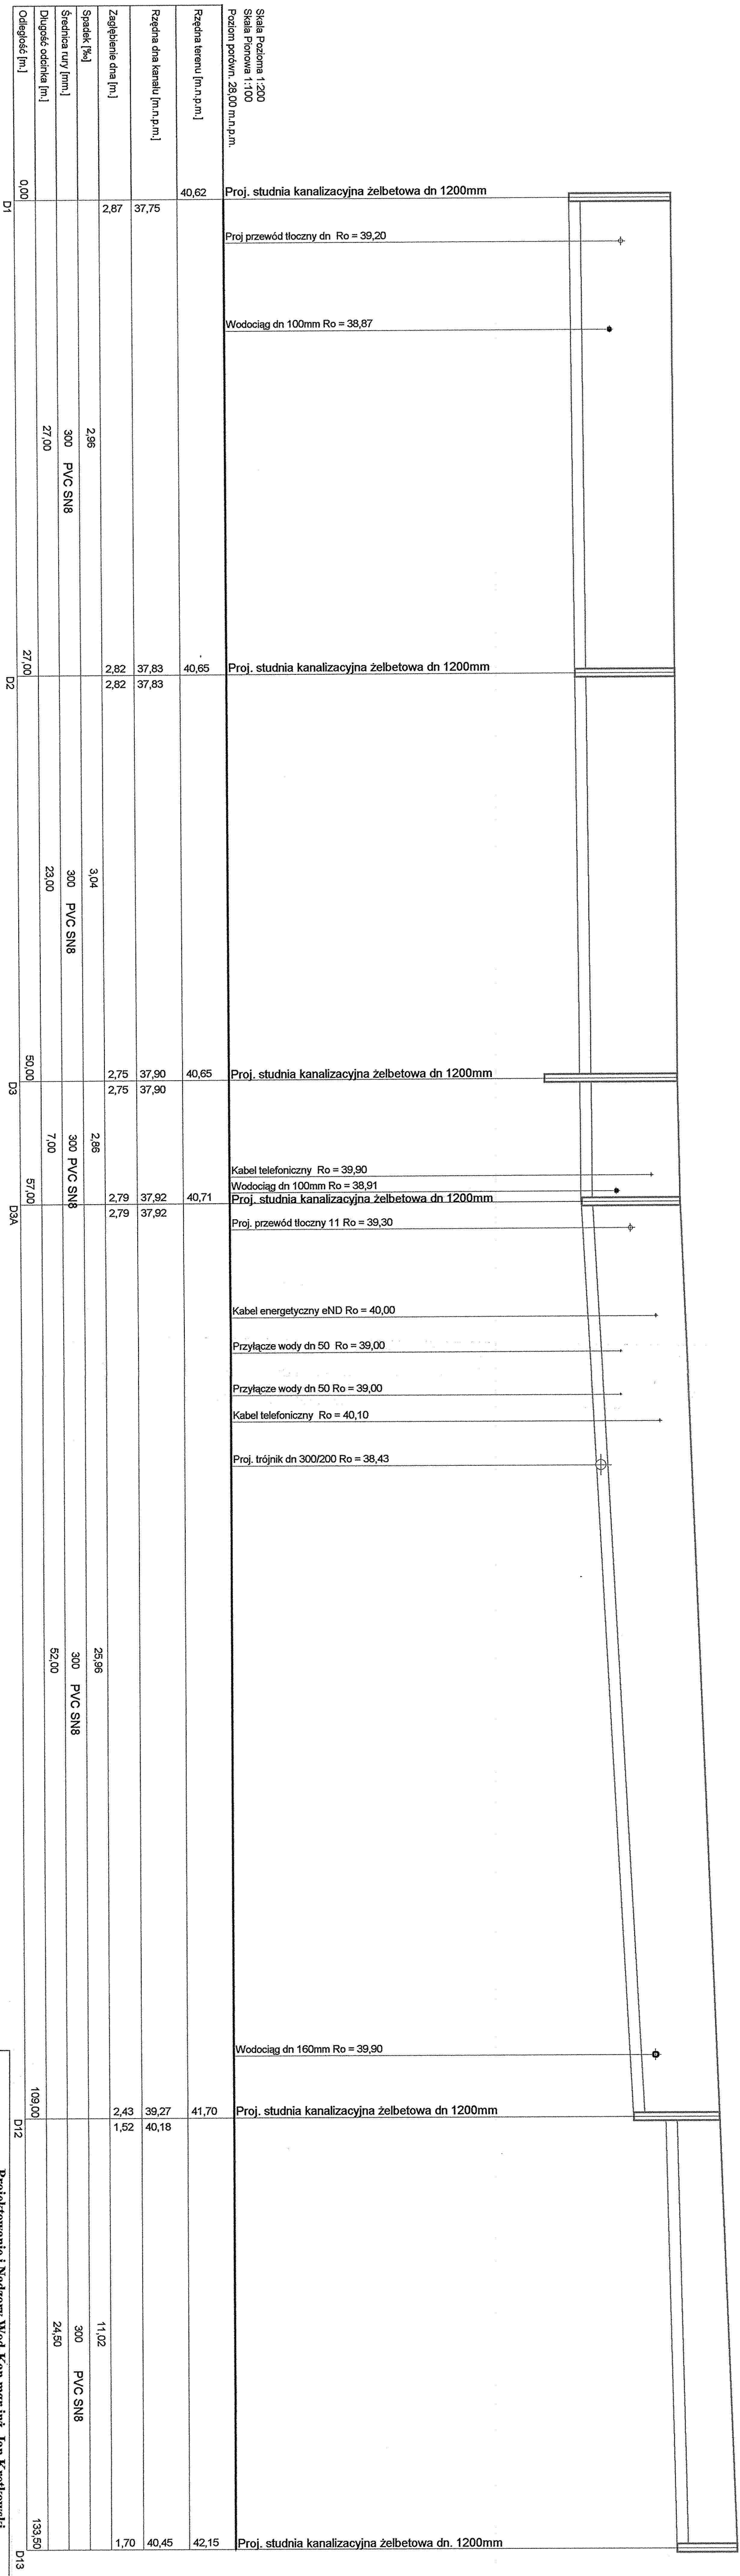 Skala Pozioma 1:200
Skala Pionowa 1:100
Poziom porówn. 28,00 m.n.p.m.
Rzędna terenu [m.n.p.m.]
Rzędna dna kanału [m.n.p.m.]
Zagłębienie dna [m.]
Spadek [‰]
Średnica rury [mm.]
Długość odcinka [m.]
Odległość [m.]
40,62 Proj. studnia kanalizacyjna żelbetowa dn 1200mm
0,00
2,87 37,75
D1
Proj przewód tłoczny dn Ro = 39,20
Wodociąg dn 100mm Ro = 38,87
2,96
300 PVC SN8
27,00
27,00
2,82 37,83 40,65 Proj. studnia kanalizacyjna żelbetowa dn 1200mm
2,82 37,83
D2
3,04
300 PVC SN8
23,00
50,00
2,75 37,90 40,65 Proj. studnia kanalizacyjna żelbetowa dn 1200mm
2,75 37,90
D3
2,86
300 PVC SN8
7,00
Kabel telefoniczny Ro = 39,90
Wodociąg dn 100mm Ro = 38,91
57,00
2,79 37,92 40,71 Proj. studnia kanalizacyjna żelbetowa dn 1200mm
2,79 37,92
D3A
Proj. przewód tłoczny 11 Ro = 39,30
Kabel energetyczny eND Ro = 40,00
Przyłącze wody dn 50 Ro = 39,00
Przyłącze wody dn 50 Ro = 39,00
Kabel telefoniczny Ro = 40,10
Proj. trójnik dn 300/200 Ro = 38,43
25,96
300 PVC SN8
52,00
Wodociąg dn 160mm Ro = 39,90
109,00
2,43 39,27 41,70 Proj. studnia kanalizacyjna żelbetowa dn 1200mm
1,52 40,18
D12
11,02
300 PVC SN8
24,50
133,50
1,70 40,45 42,15 Proj. studnia kanalizacyjna żelbetowa dn. 1200mm
D13
Projektowanie i Nadzory Wod-Kan mgr inż. Jan Kretkowski